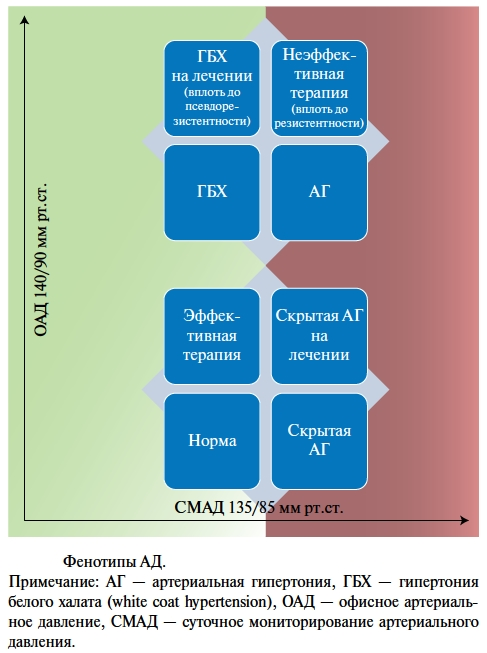 ГБХ
на лечении
(вплоть до
псевдоре-
зистентности)
Неэффек-
тивная
терапия
(вплоть до
резистентности)
ГБХ
АГ
ОАД 140/90 мм рт.ст.
Эффек-
тивная
терапия
Скрытая АГ
на
лечении
Норма
Скрытая
АГ
СМАД 135/85 мм рт.ст.
Фенотипы АД.
Примечание: АГ — артериальная гипертония, ГБХ — гипертония
белого халата (white coat hypertension), ОАД — офисное артериаль-
ное давление, СМАД — суточное мониторирование артериального
давления.